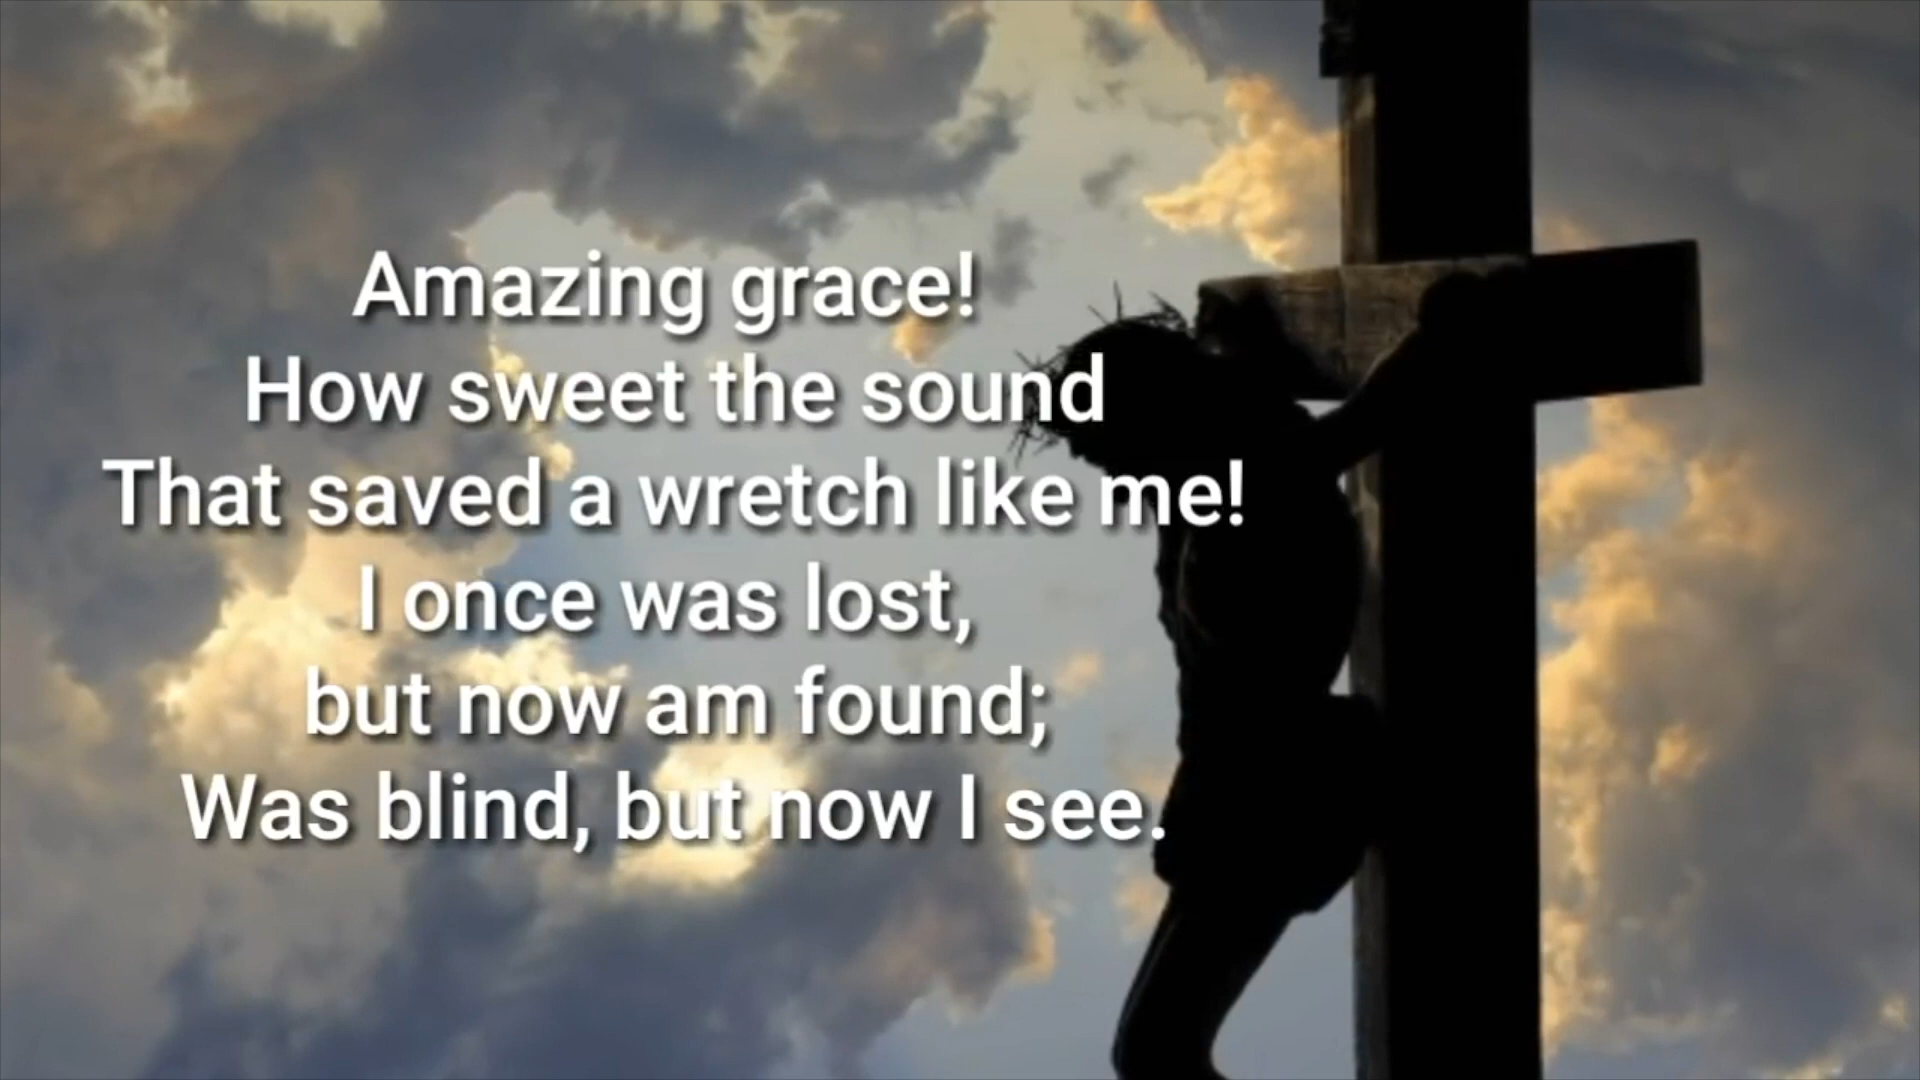 Amazing grace!
How sweet the sound
That saved a wretch like me!
I once was lost,
but now am found;
Was blind, but now I see.